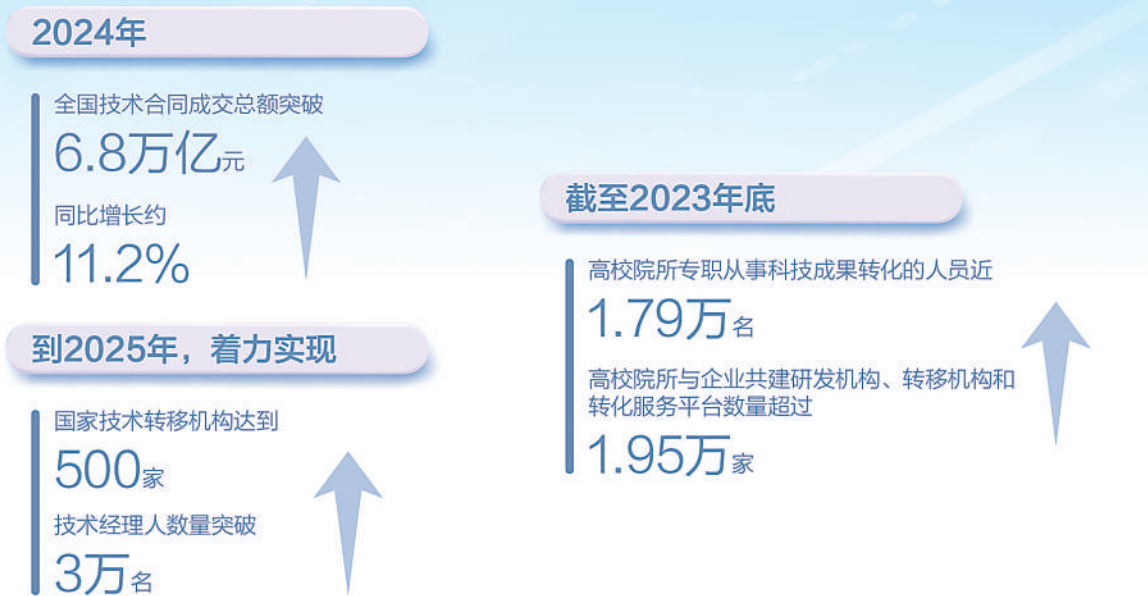 2024年
全国技术合同成交总额突破
6.8万亿元
同比增长约
11.2%
到2025年，着力实现
国家技术转移机构达到
500家
技术经理人数量突破
3万名
截至2023年底
高校院所专职从事科技成果转化的人员近
1.79万名
高校院所与企业共建研发机构、转移机构和
转化服务平台数量超过
1.95万家